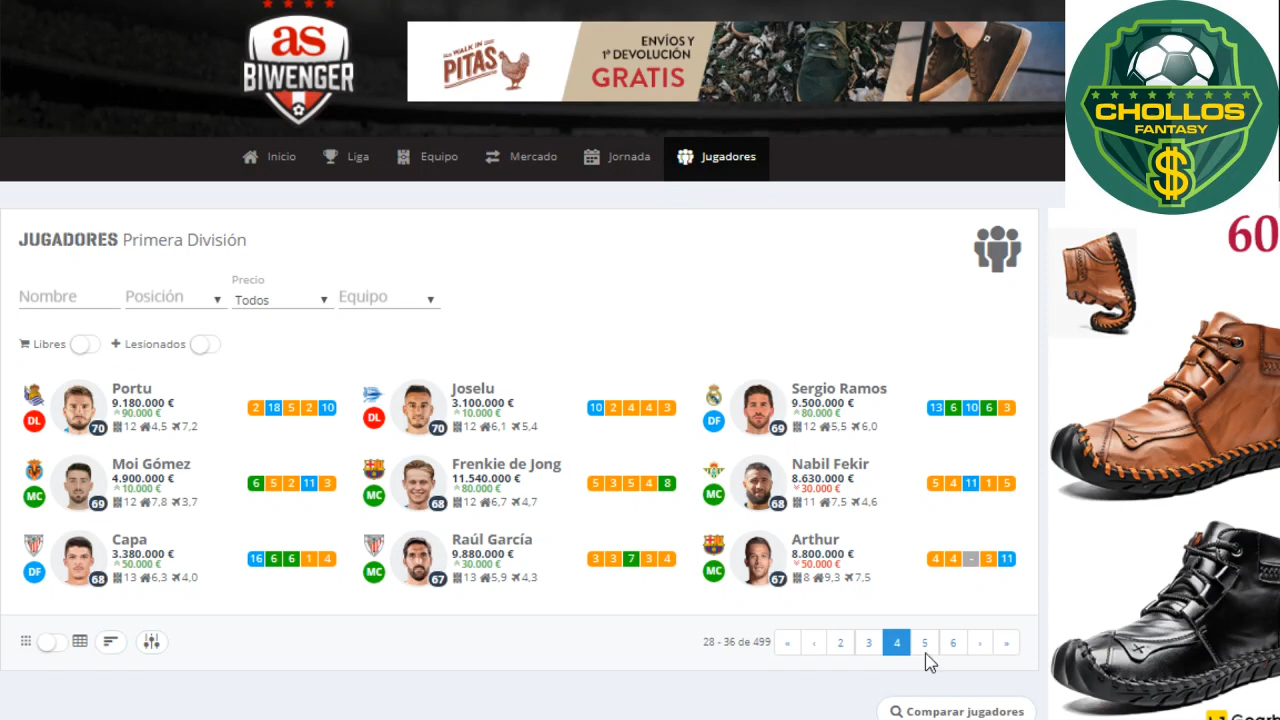 as
BIWENGER
WALK IN
PITAS
ENVÍOS Y
1ª DEVOLUCIÓN
GRATIS
CHOLLOS
FANTASY
$
Inicio
Liga
Equipo
Mercado
Jornada
Jugadores
60
JUGADORES Primera División
Nombre
Posición
Precio
Todos
Equipo
Libres
Lesionados
Portu
9.180.000 €
90.000 €
12 4,5 7,2
DL
70
2 18 5 2 10
Joselu
3.100.000 €
10.000 €
12 6,1 5,4
DL
70
10 2 4 4 3
Sergio Ramos
9.500.000 €
80.000 €
12 5,5 6,0
DF
69
13 6 10 6 3
Moi Gómez
4.900.000 €
10.000 €
12 7,8 3,7
MC
69
6 5 2 11 3
Frenkie de Jong
11.540.000 €
80.000 €
12 6,7 4,7
MC
68
5 3 5 4 8
Nabil Fekir
8.630.000 €
30.000 €
11 7,5 4,6
MC
68
5 4 11 1 5
Capa
3.380.000 €
50.000 €
13 6,3 4,0
DF
68
16 6 6 1 4
Raúl García
9.880.000 €
30.000 €
13 5,9 4,3
MC
67
3 3 7 3 4
Arthur
8.800.000 €
50.000 €
8 9,3 7,5
MC
67
4 4 - 3 11
28 - 36 de 499 « ‹ 2 3 4 5 6 › »
Comparar jugadores